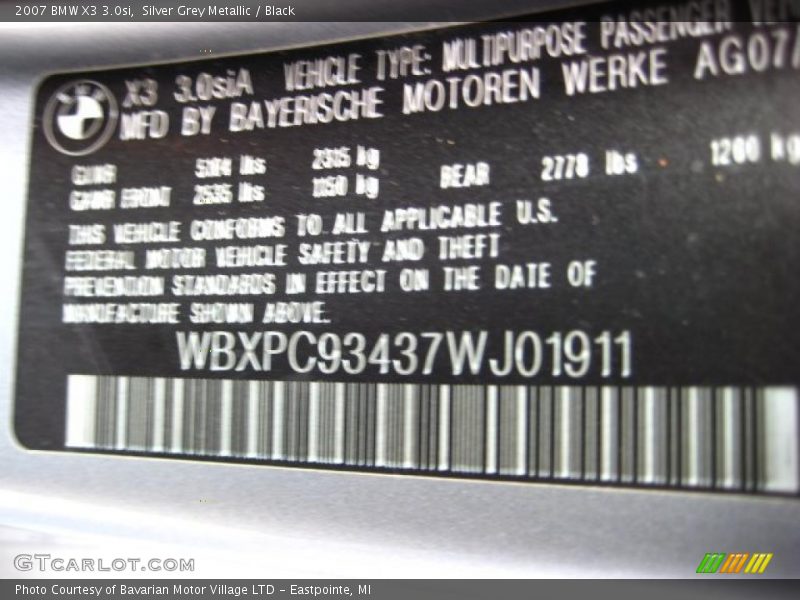 2007 BMW X3 3.0si, Silver Grey Metallic / Black
X3 3.0siA VEHICLE TYPE: MULTIPURPOSE PASSENGER
MFD BY BAYERISCHE MOTOREN WERKE AG07/
GVWR 5104 lbs 2315 kg
GAWR FRONT 2535 lbs 1150 kg REAR 2778 lbs 1260 kg
THIS VEHICLE CONFORMS TO ALL APPLICABLE U.S.
FEDERAL MOTOR VEHICLE SAFETY AND THEFT
PREVENTION STANDARDS IN EFFECT ON THE DATE OF
MANUFACTURE SHOWN ABOVE.
WBXPC93437WJ01911
GTCARLOT.COM
Photo Courtesy of Bavarian Motor Village LTD - Eastpointe, MI